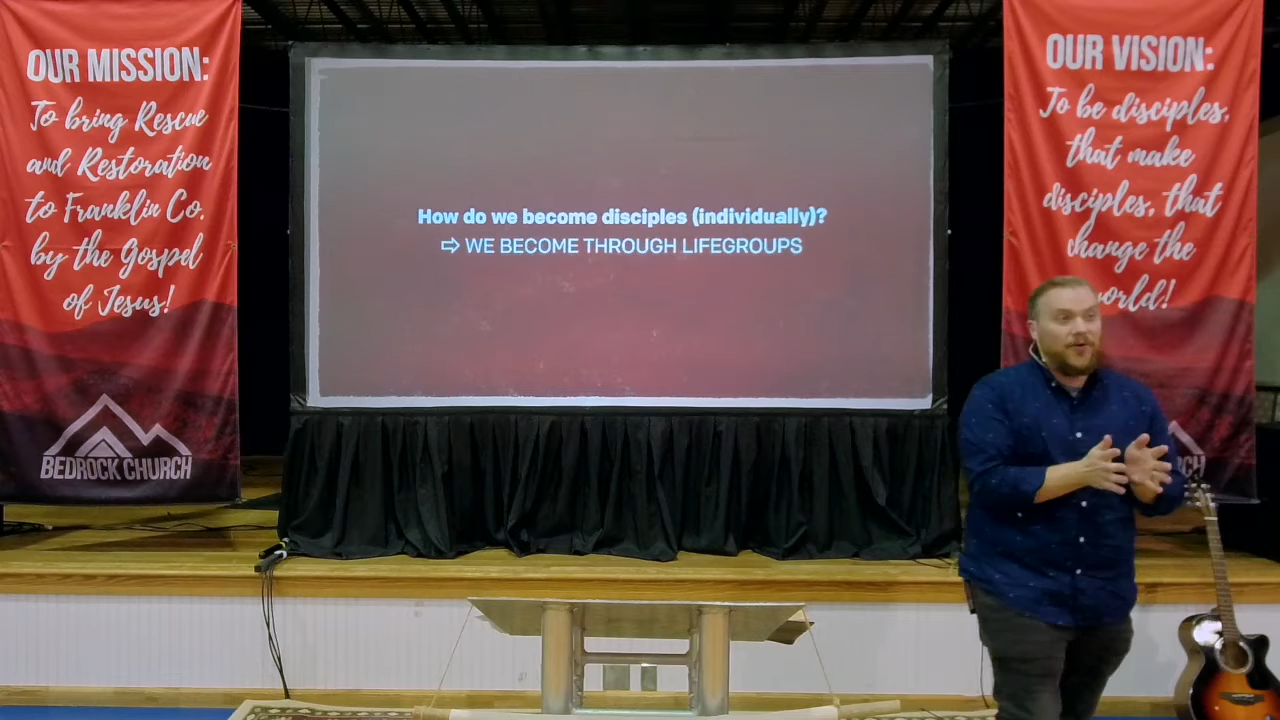 OUR MISSION:
To bring Rescue
and Restoration
to Franklin Co.
by the Gospel
of Jesus!
BEDROCK CHURCH
How do we become disciples (individually)?
⇨ WE BECOME THROUGH LIFEGROUPS
OUR VISION:
To be disciples,
that make
disciples, that
change the
world!
CH